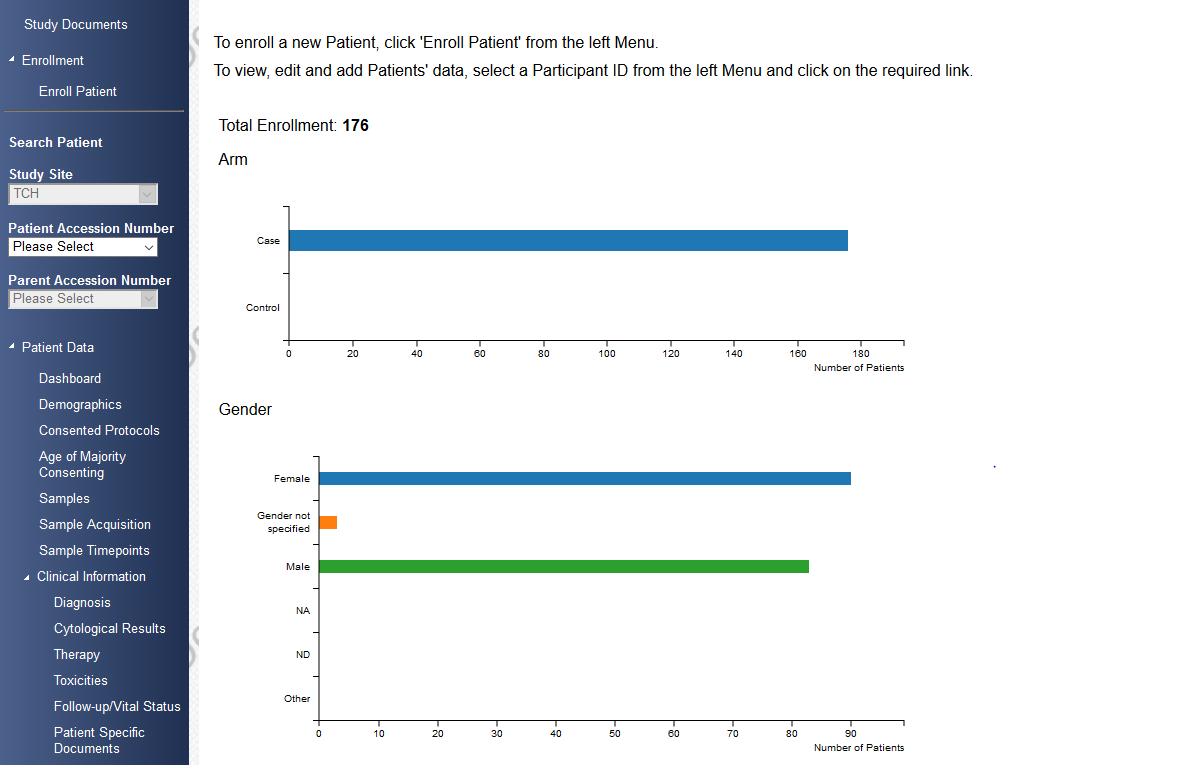 Study Documents
Enrollment
Enroll Patient
Search Patient
Study Site
TCH
Patient Accession Number
Please Select
Parent Accession Number
Please Select
Patient Data
Dashboard
Demographics
Consented Protocols
Age of Majority
Consenting
Samples
Sample Acquisition
Sample Timepoints
Clinical Information
Diagnosis
Cytological Results
Therapy
Toxicities
Follow-up/Vital Status
Patient Specific
Documents
To enroll a new Patient, click 'Enroll Patient' from the left Menu.
To view, edit and add Patients' data, select a Participant ID from the left Menu and click on the required link.
Total Enrollment: 176
Arm
Case
Control
0 20 40 60 80 100 120 140 160 180
Number of Patients
Gender
Female
Gender not
specified
Male
NA
ND
Other
0 10 20 30 40 50 60 70 80 90
Number of Patients